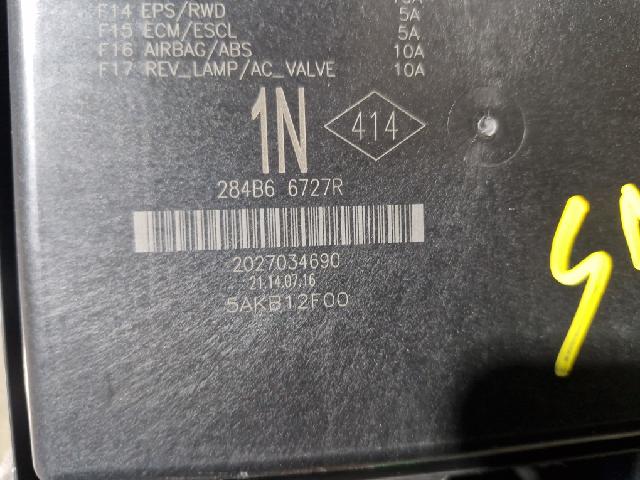 F14 EPS/RWD 5A
F15 ECM/ESCL 5A
F16 AIRBAG/ABS 10A
F17 REV_LAMP/AC_VALVE 10A
1N 414
284B6 6727R
2027034690
21.14.07.16
5AKB12F00